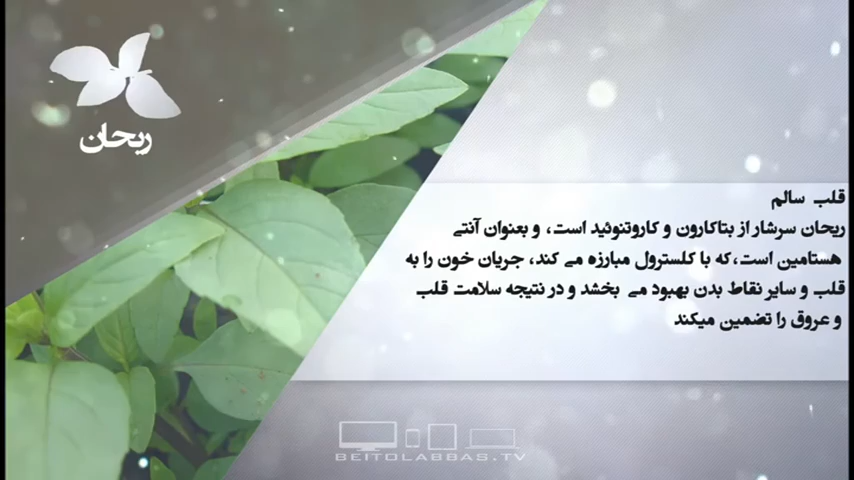 ریحان
قلب سالم
ریحان سرشار از بتاکارون و کاروتنوئید است، و بعنوان آنتی
هستامین است،که با کلسترول مبارزه می کند، جریان خون را به
قلب و سایر نقاط بدن بهبود می بخشد و در نتیجه سلامت قلب
و عروق را تضمین میکند
BEITOLABBAS.TV